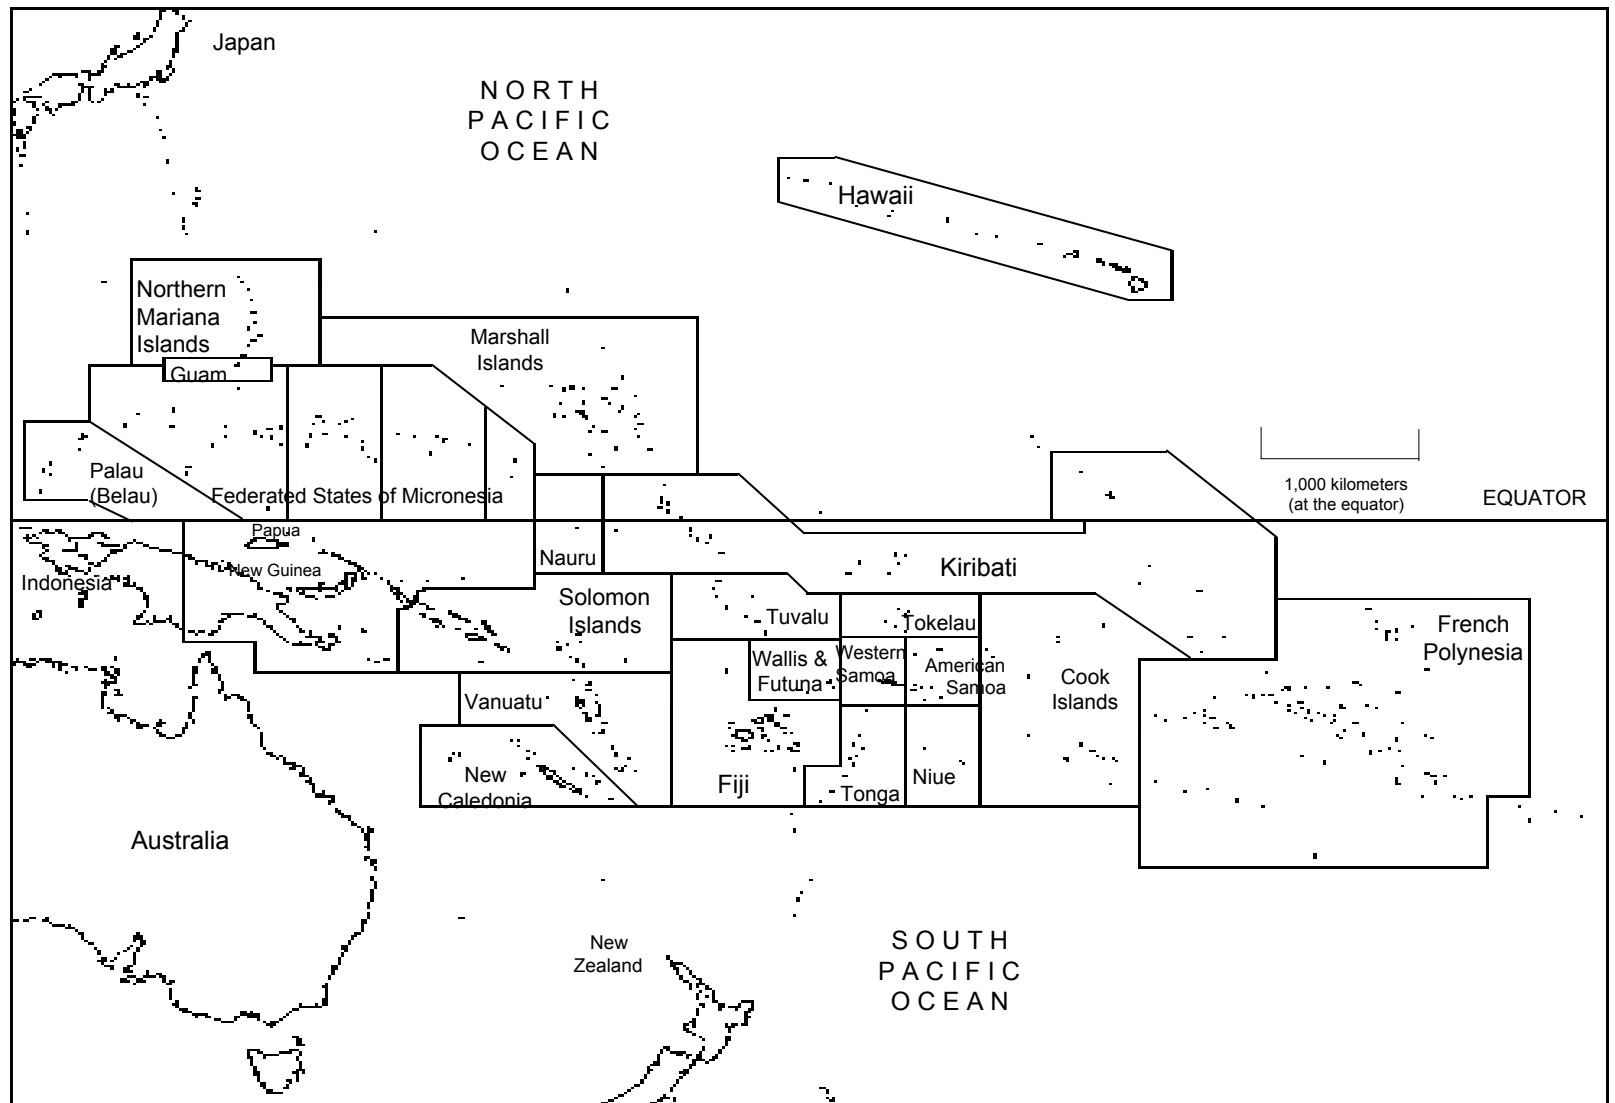 Japan
NORTH
PACIFIC
OCEAN
Hawaii
Northern
Mariana
Islands
Guam
Marshall
Islands
Palau
(Belau)
Federated States of Micronesia
1,000 kilometers
(at the equator)
EQUATOR
Papua
New Guinea
Indonesia
Nauru
Kiribati
Solomon
Islands
Tuvalu
Tokelau
French
Polynesia
Wallis &
Futuna
Western
Samoa
American
Samoa
Cook
Islands
Vanuatu
New
Caledonia
Fiji
Tonga
Niue
Australia
New
Zealand
SOUTH
PACIFIC
OCEAN